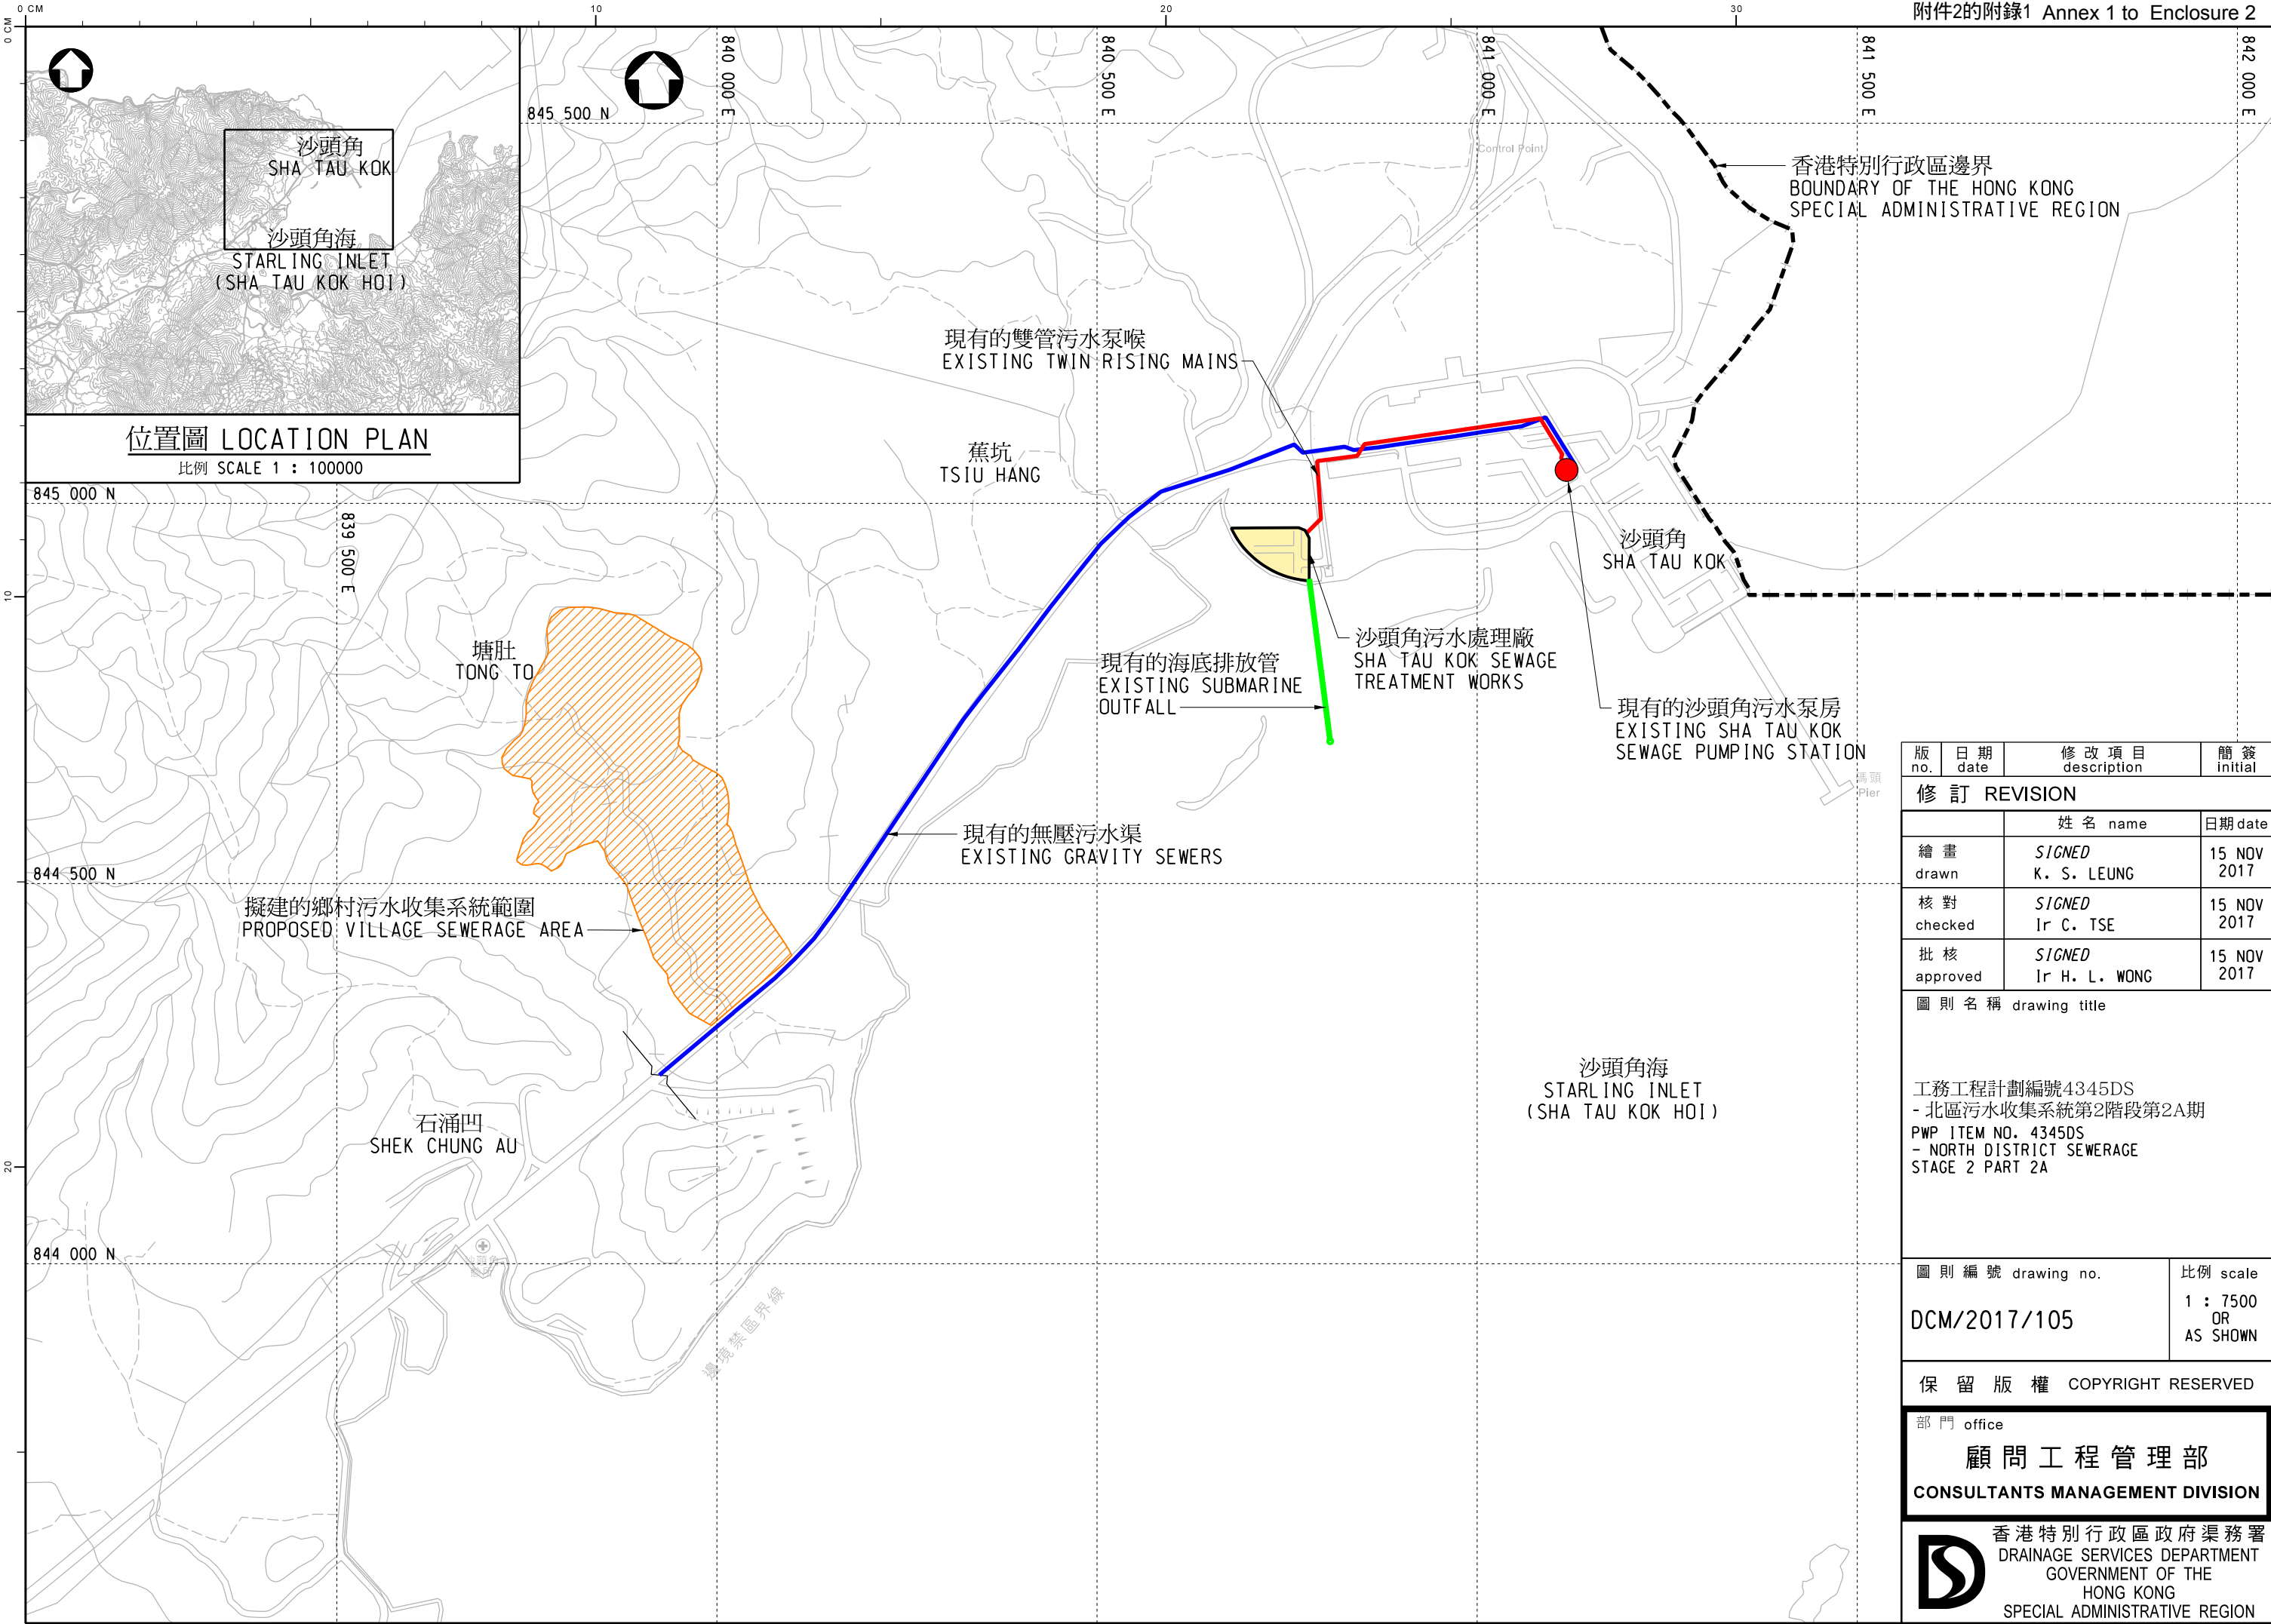 附件2的附錄1 Annex 1 to Enclosure 2
0 CM
10
20
30
0 CM
10
20
沙頭角
SHA TAU KOK
沙頭角海
STARLING INLET
(SHA TAU KOK HOI)
位置圖 LOCATION PLAN
比例 SCALE 1 : 100000
845 500 N
845 000 N
844 500 N
844 000 N
839 500 E
840 000 E
840 500 E
841 000 E
841 500 E
842 000 E
Control Point
香港特別行政區邊界
BOUNDARY OF THE HONG KONG
SPECIAL ADMINISTRATIVE REGION
現有的雙管污水泵喉
EXISTING TWIN RISING MAINS
蕉坑
TSIU HANG
沙頭角
SHA TAU KOK
塘肚
TONG TO
現有的海底排放管
EXISTING SUBMARINE
OUTFALL
沙頭角污水處理廠
SHA TAU KOK SEWAGE
TREATMENT WORKS
現有的沙頭角污水泵房
EXISTING SHA TAU KOK
SEWAGE PUMPING STATION
碼頭
Pier
現有的無壓污水渠
EXISTING GRAVITY SEWERS
擬建的鄉村污水收集系統範圍
PROPOSED VILLAGE SEWERAGE AREA
石涌凹
SHEK CHUNG AU
沙頭角海
STARLING INLET
(SHA TAU KOK HOI)
邊境禁區界線
版 日期 修改項目 簡簽
no. date description initial
修訂 REVISION
姓名 name 日期 date
繪畫 SIGNED 15 NOV
drawn K. S. LEUNG 2017
核對 SIGNED 15 NOV
checked Ir C. TSE 2017
批核 SIGNED 15 NOV
approved Ir H. L. WONG 2017
圖則名稱 drawing title
工務工程計劃編號4345DS
- 北區污水收集系統第2階段第2A期
PWP ITEM NO. 4345DS
- NORTH DISTRICT SEWERAGE
STAGE 2 PART 2A
圖則編號 drawing no.
DCM/2017/105
比例 scale
1 : 7500
OR
AS SHOWN
保留版權 COPYRIGHT RESERVED
部門 office
顧問工程管理部
CONSULTANTS MANAGEMENT DIVISION
香港特別行政區政府渠務署
DRAINAGE SERVICES DEPARTMENT
GOVERNMENT OF THE
HONG KONG
SPECIAL ADMINISTRATIVE REGION